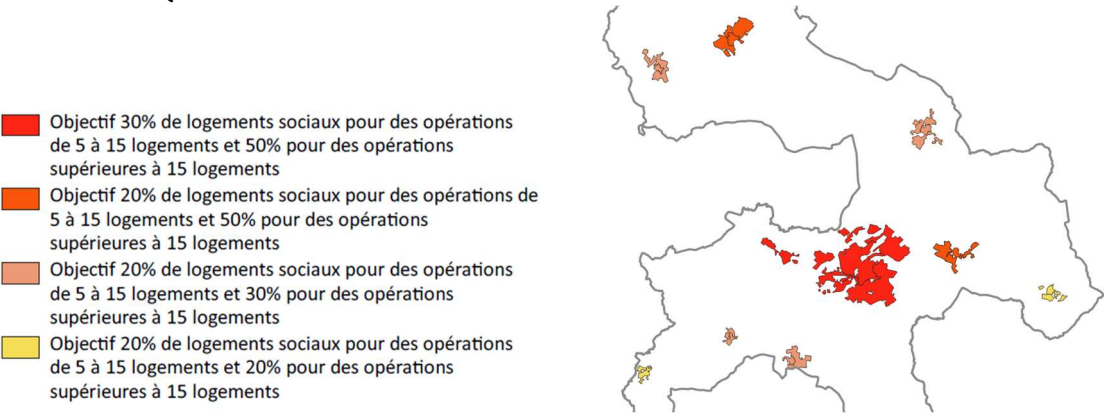 Objectif 30% de logements sociaux pour des opérations
de 5 à 15 logements et 50% pour des opérations
supérieures à 15 logements
Objectif 20% de logements sociaux pour des opérations de
5 à 15 logements et 50% pour des opérations
supérieures à 15 logements
Objectif 20% de logements sociaux pour des opérations
de 5 à 15 logements et 30% pour des opérations
supérieures à 15 logements
Objectif 20% de logements sociaux pour des opérations
de 5 à 15 logements et 20% pour des opérations
supérieures à 15 logements